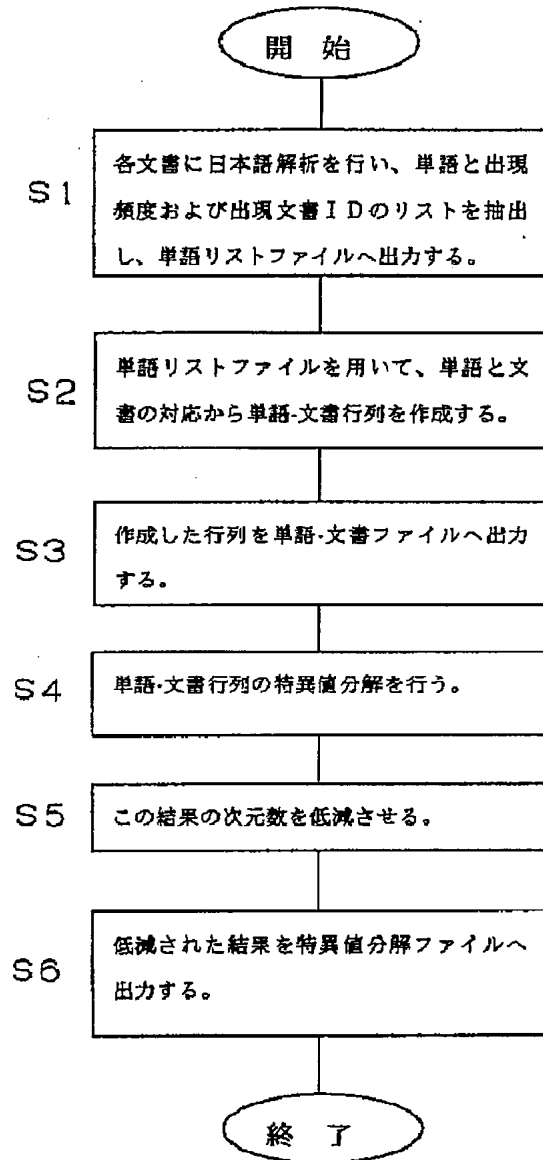 開 始
S1
各文書に日本語解析を行い、単語と出現
頻度および出現文書IDのリストを抽出
し、単語リストファイルへ出力する。
S2
単語リストファイルを用いて、単語と文
書の対応から単語-文書行列を作成する。
S3
作成した行列を単語-文書ファイルへ出力
する。
S4
単語-文書行列の特異値分解を行う。
S5
この結果の次元数を低減させる。
S6
低減された結果を特異値分解ファイルへ
出力する。
終 了